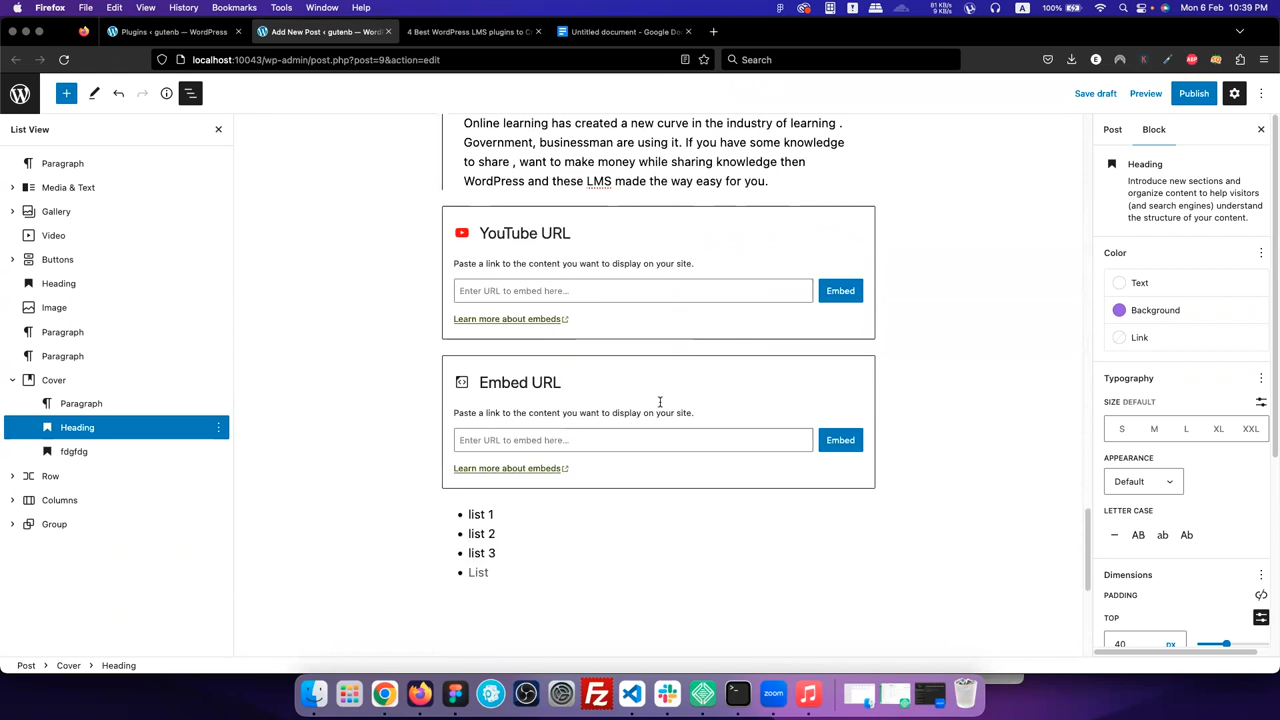 Firefox File Edit View History Bookmarks Tools Window Help
81 KB/s
100%
Mon 6 Feb 10:39 PM
Plugins ‹ gutenb — WordPress
Add New Post ‹ gutenb — Word
4 Best WordPress LMS plugins to C
Untitled document - Google Do
localhost:10043/wp-admin/post.php?post=9&action=edit
Search
Save draft
Preview
Publish
List View
Paragraph
Media & Text
Gallery
Video
Buttons
Heading
Image
Paragraph
Paragraph
Cover
Paragraph
Heading
fdgfdg
Row
Columns
Group
Online learning has created a new curve in the industry of learning .
Government, businessman are using it. If you have some knowledge
to share , want to make money while sharing knowledge then
WordPress and these LMS made the way easy for you.
YouTube URL
Paste a link to the content you want to display on your site.
Enter URL to embed here…
Embed
Learn more about embeds
Embed URL
Paste a link to the content you want to display on your site.
Enter URL to embed here…
Embed
Learn more about embeds
list 1
list 2
list 3
List
Post
Block
Heading
Introduce new sections and
organize content to help visitors
(and search engines) understand
the structure of your content.
Color
Text
Background
Link
Typography
SIZE DEFAULT
S M L XL XXL
APPEARANCE
Default
LETTER CASE
— AB ab Ab
Dimensions
PADDING
TOP
40 px
Post
Cover
Heading
zoom